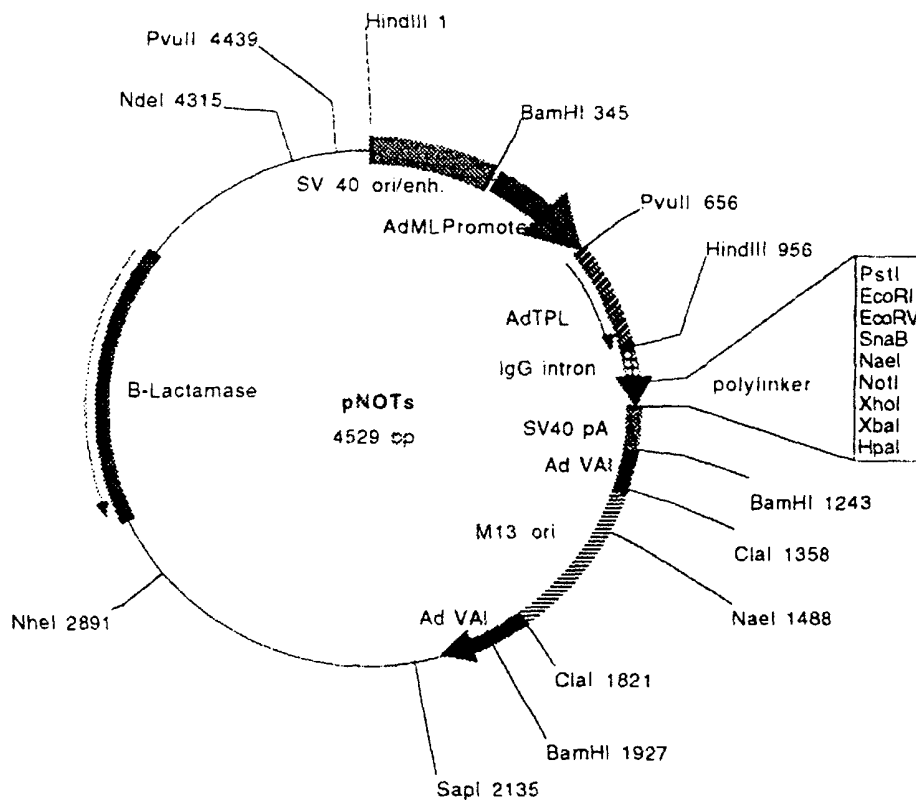 HindIII 1
PvuII 4439
NdeI 4315
BamHI 345
SV 40 ori/enh.
AdMLPromote
PvuII 656
HindIII 956
PstI
EcoRI
EcoRV
SnaB
NaeI
NotI
XhoI
XbaI
HpaI
AdTPL
IgG intron
polylinker
B-Lactamase
pNOTs
4529 bp
SV40 pA
Ad VAI
BamHI 1243
M13 ori
ClaI 1358
NheI 2891
Ad VAI
NaeI 1488
ClaI 1821
BamHI 1927
SapI 2135